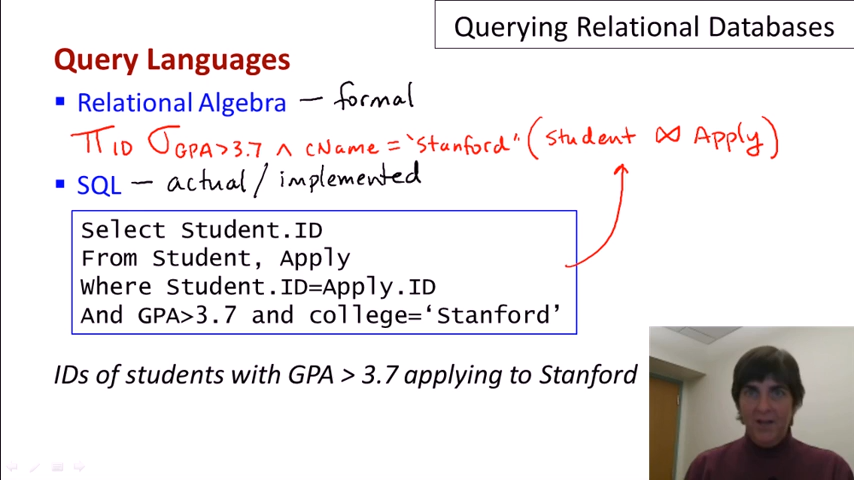 Querying Relational Databases
Query Languages
▪ Relational Algebra — formal
π ID σ GPA>3.7 ∧ cName = 'Stanford" (Student ⋈ Apply)
▪ SQL — actual / implemented
Select Student.ID
From Student, Apply
Where Student.ID=Apply.ID
And GPA>3.7 and college=‘Stanford’
IDs of students with GPA > 3.7 applying to Stanford